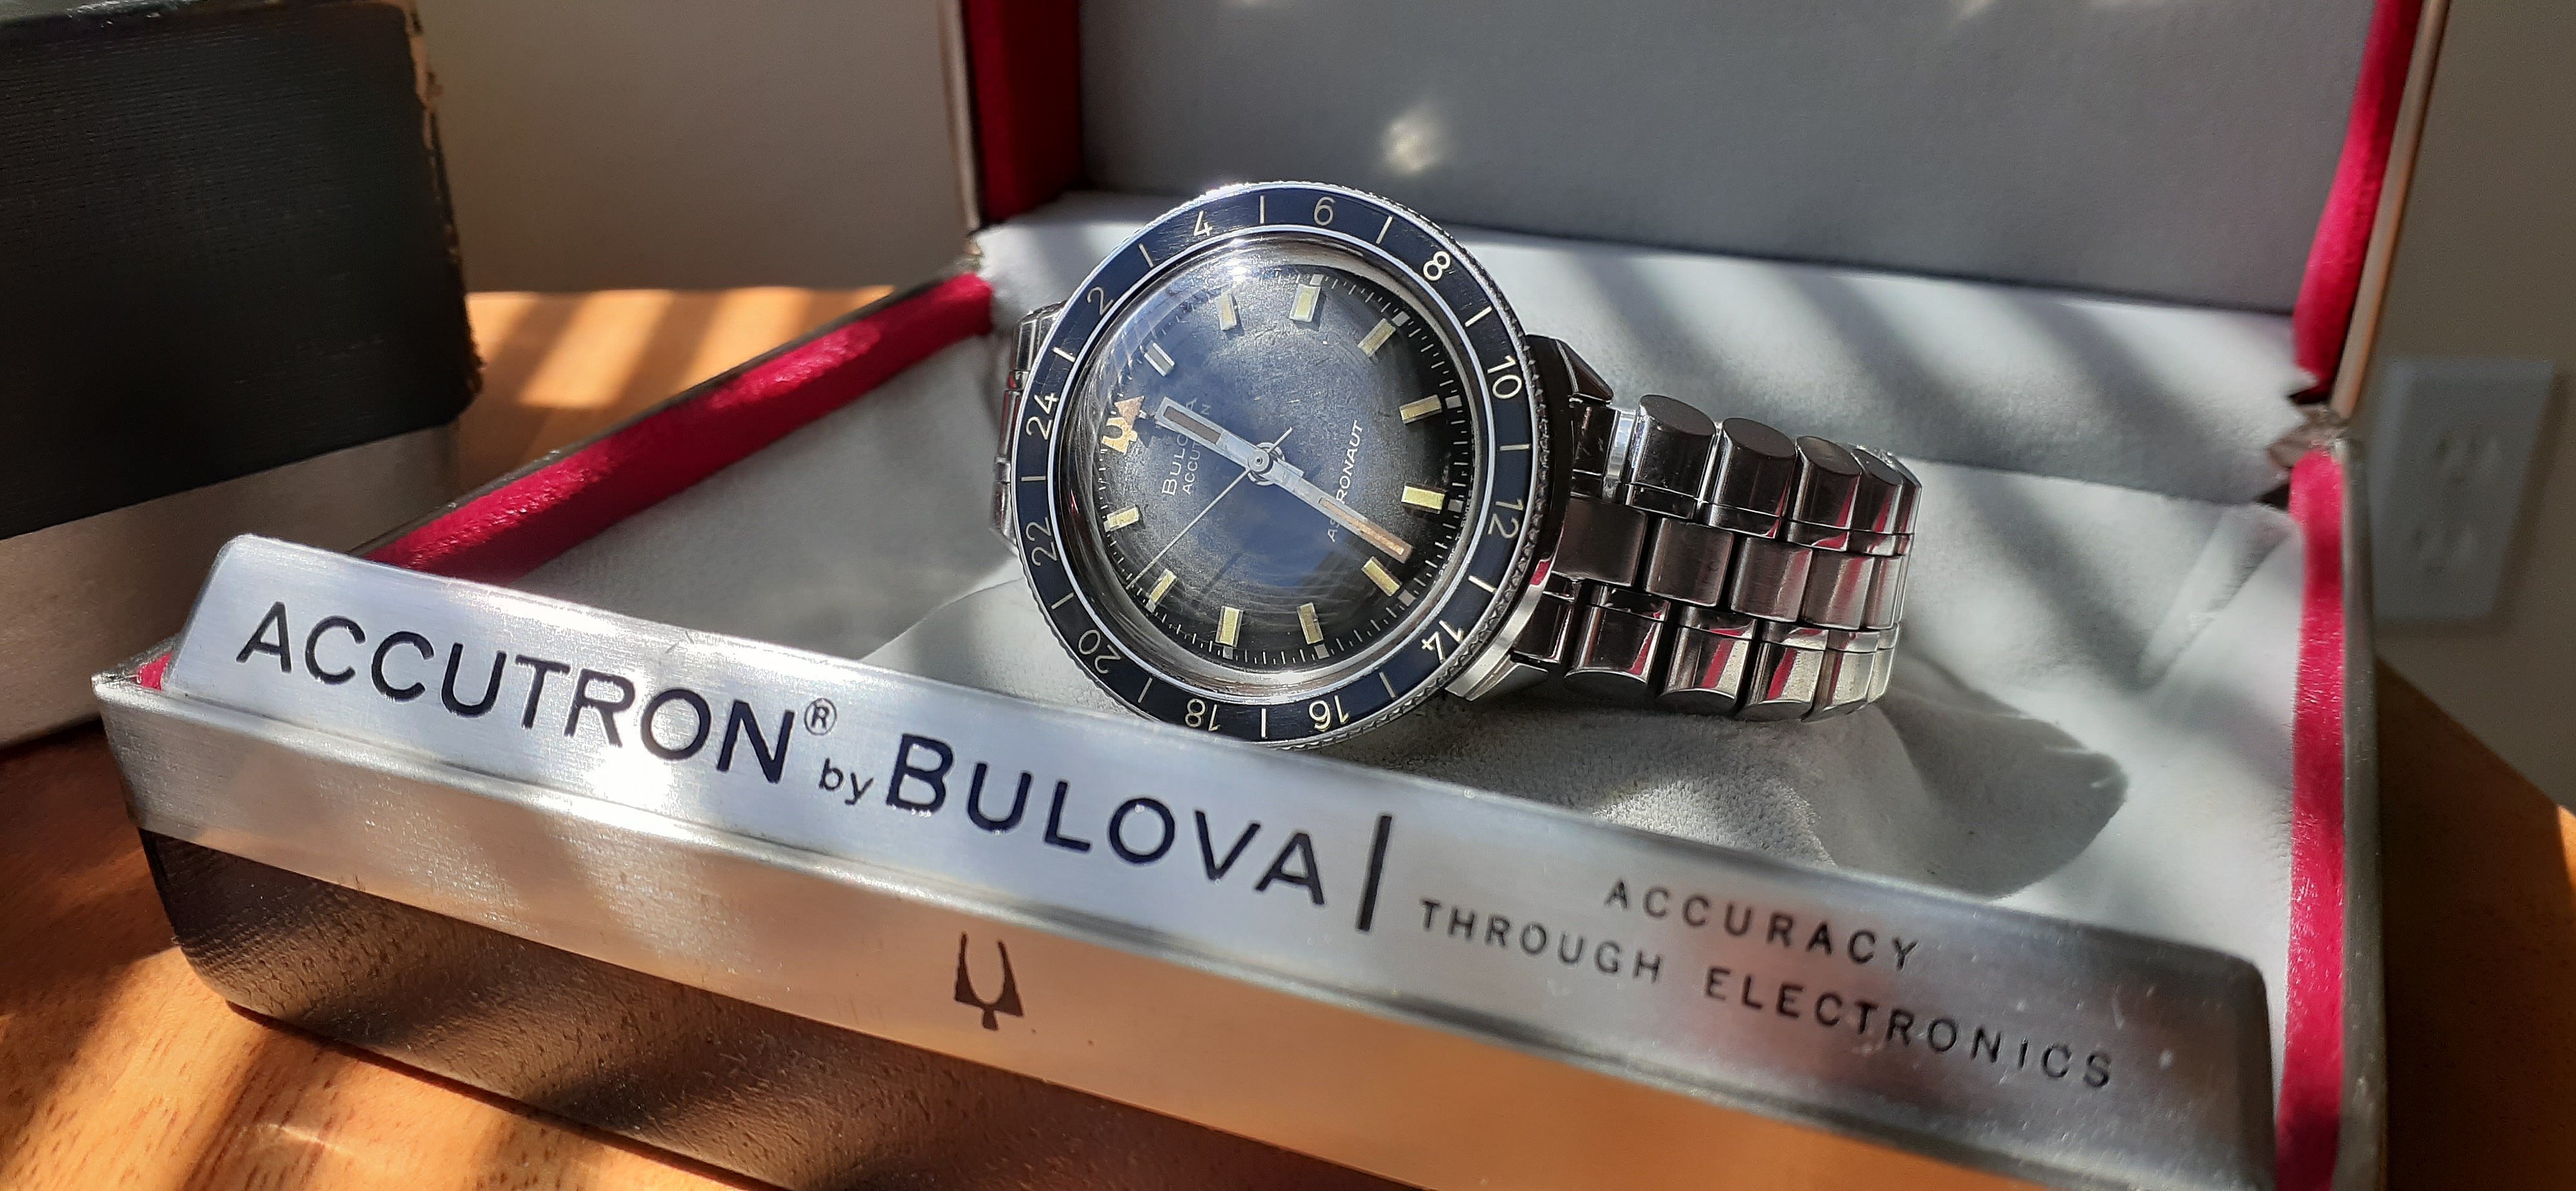 2
4
6
8
10
12
14
16
18
20
22
24
BULOVA
ACCUTRON
ASTRONAUT
ACCUTRON® by BULOVA | ACCURACY
THROUGH ELECTRONICS